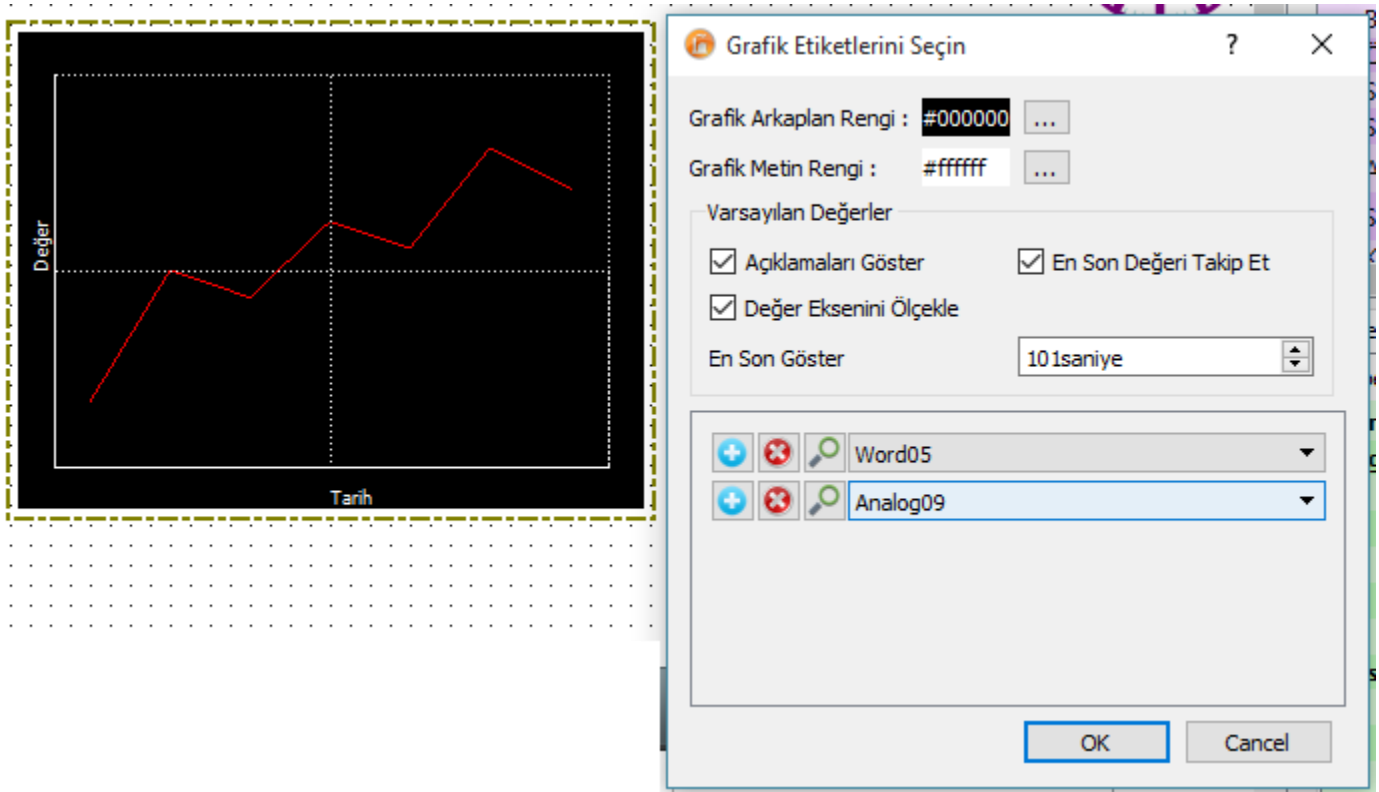 Değer
Tarih
Grafik Etiketlerini Seçin
?
Grafik Arkaplan Rengi :
#000000
...
Grafik Metin Rengi :
#ffffff
...
Varsayılan Değerler
Açıklamaları Göster
En Son Değeri Takip Et
Değer Eksenini Ölçekle
En Son Göster
101saniye
Word05
Analog09
OK
Cancel